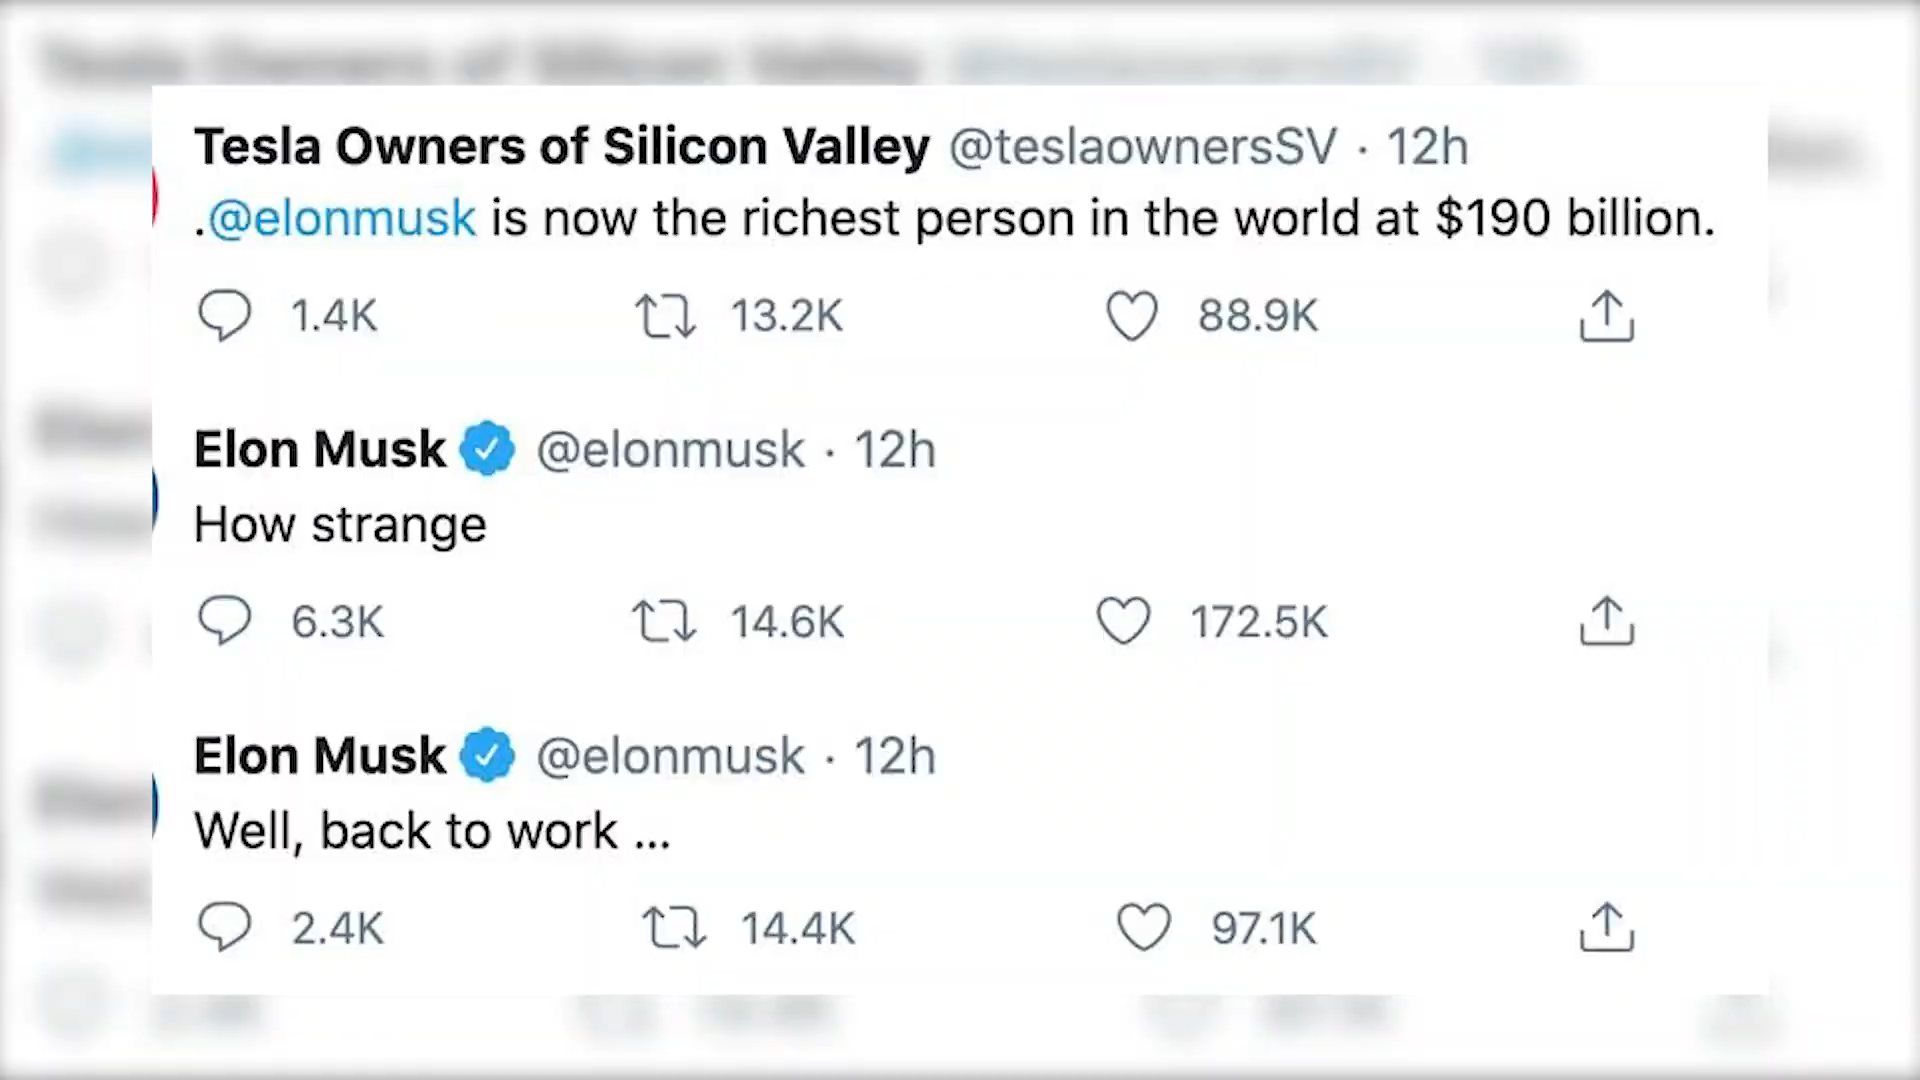 Tesla Owners of Silicon Valley @teslaownersSV · 12h
.@elonmusk is now the richest person in the world at $190 billion.
1.4K 13.2K 88.9K
Elon Musk @elonmusk · 12h
How strange
6.3K 14.6K 172.5K
Elon Musk @elonmusk · 12h
Well, back to work ...
2.4K 14.4K 97.1K